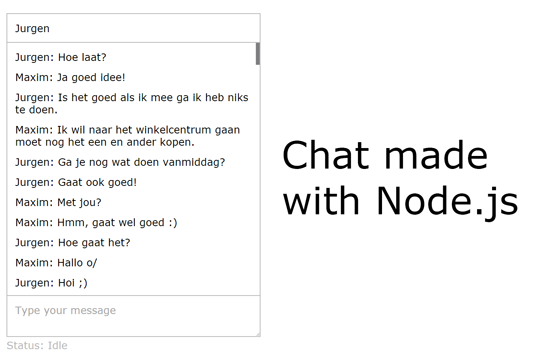 Jurgen
Jurgen: Hoe laat?
Maxim: Ja goed idee!
Jurgen: Is het goed als ik mee ga ik heb niks
te doen.
Maxim: Ik wil naar het winkelcentrum gaan
moet nog het een en ander kopen.
Jurgen: Ga je nog wat doen vanmiddag?
Jurgen: Gaat ook goed!
Maxim: Met jou?
Maxim: Hmm, gaat wel goed :)
Jurgen: Hoe gaat het?
Maxim: Hallo o/
Jurgen: Hoi ;)
Type your message
Status: Idle
Chat made
with Node.js